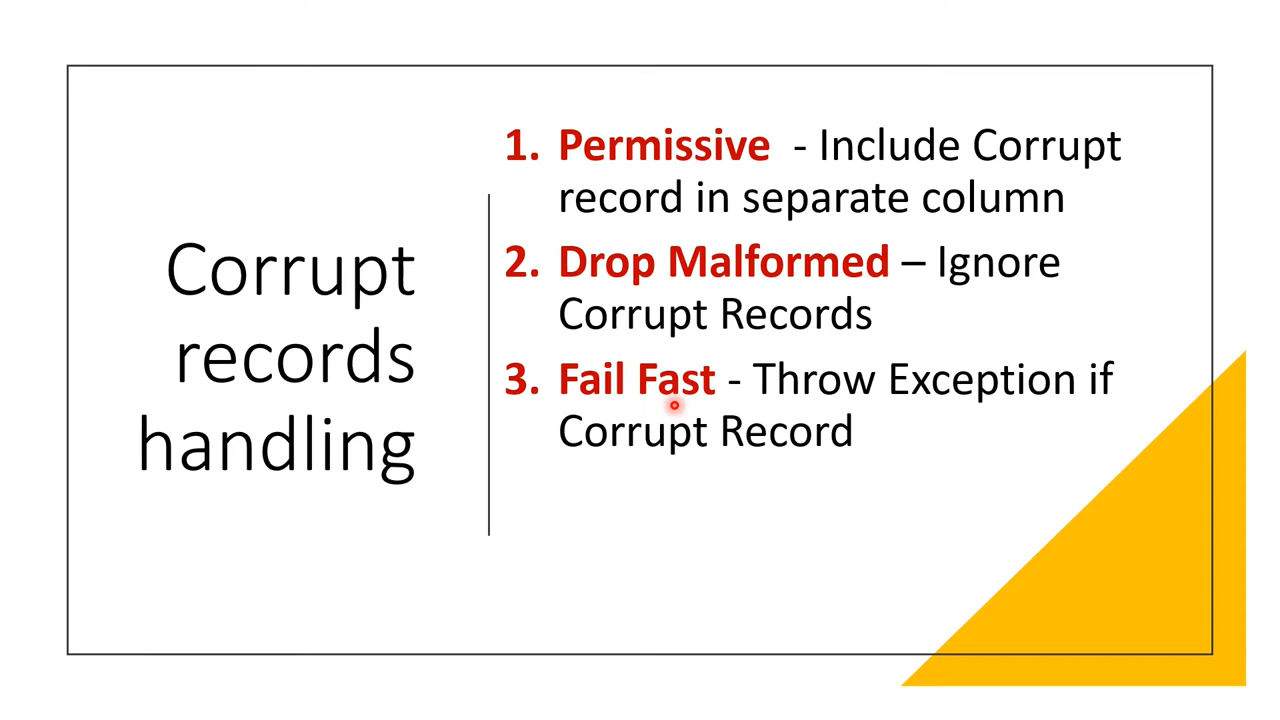 Corrupt
records
handling
1. Permissive - Include Corrupt
record in separate column
2. Drop Malformed – Ignore
Corrupt Records
3. Fail Fast - Throw Exception if
Corrupt Record